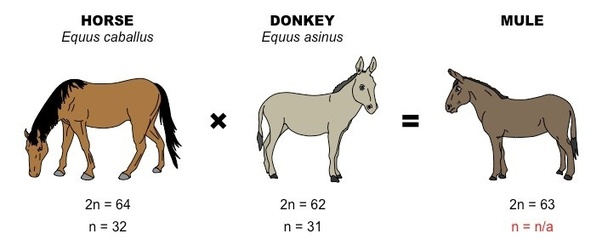 HORSE
Equus caballus
DONKEY
Equus asinus
MULE
×
=
2n = 64
n = 32
2n = 62
n = 31
2n = 63
n = n/a